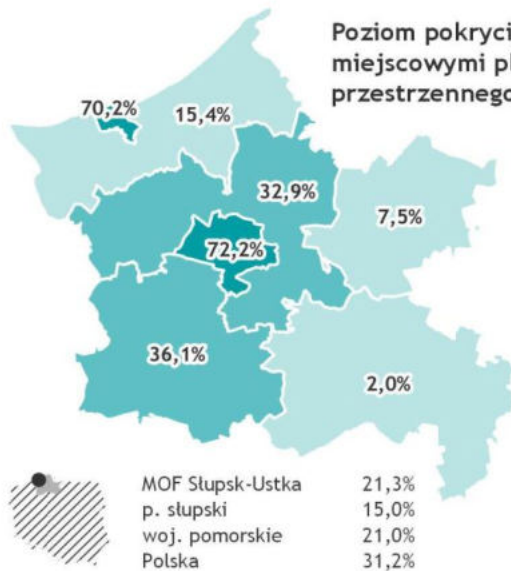 Poziom pokryci
miejscowymi pl
przestrzennego
70,2%
15,4%
32,9%
7,5%
72,2%
36,1%
2,0%
MOF Słupsk-Ustka 21,3%
p. słupski 15,0%
woj. pomorskie 21,0%
Polska 31,2%